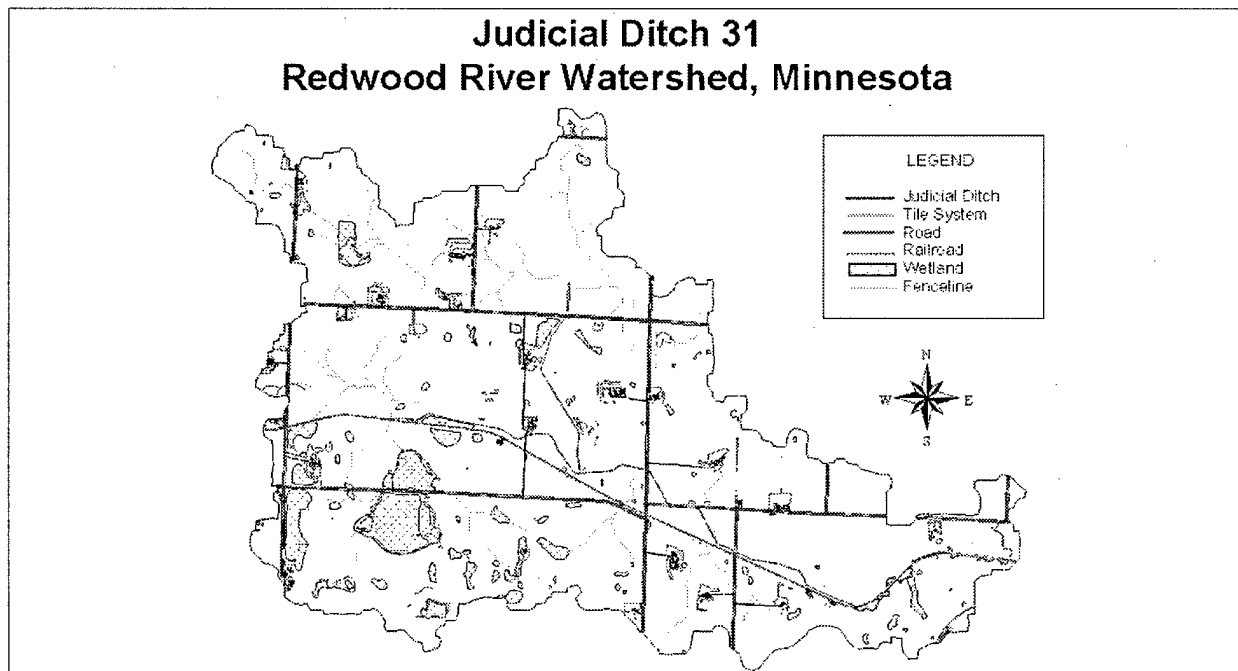 Judicial Ditch 31
Redwood River Watershed, Minnesota
LEGEND
Judicial Ditch
Tile System
Road
Railroad
Wetland
Fenceline
N
W
E
S